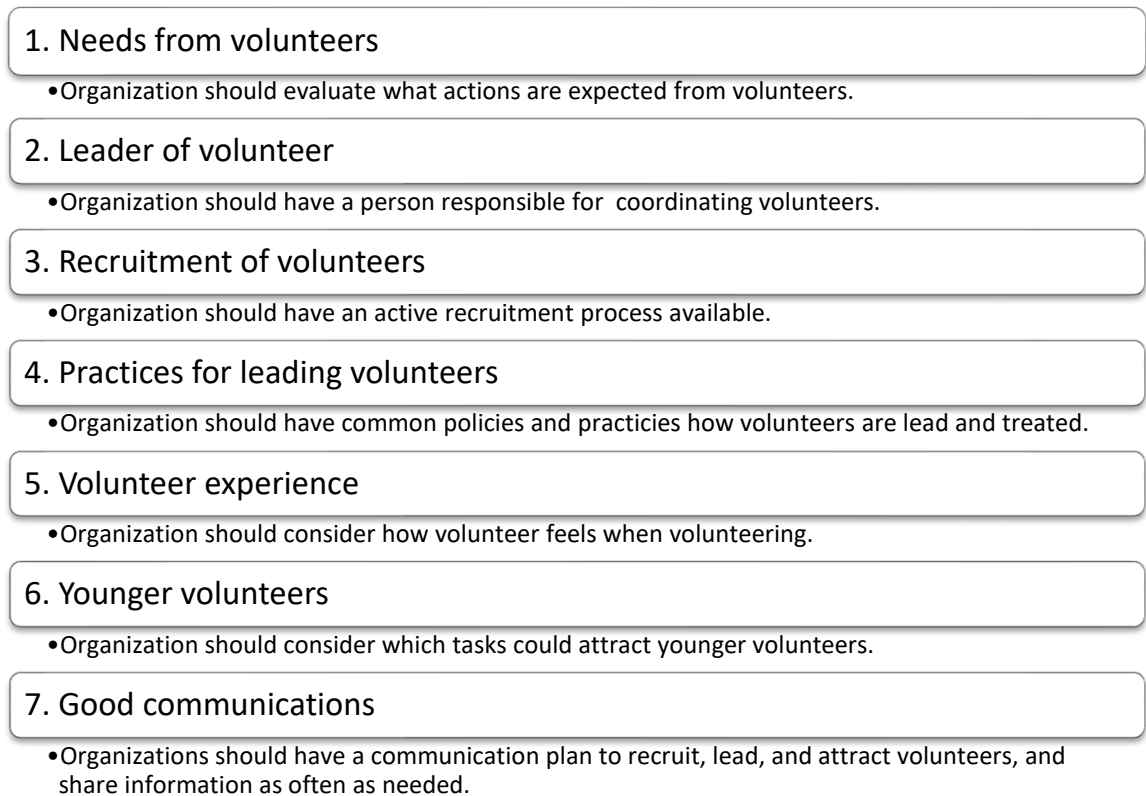 1. Needs from volunteers
•Organization should evaluate what actions are expected from volunteers.
2. Leader of volunteer
•Organization should have a person responsible for  coordinating volunteers.
3. Recruitment of volunteers
•Organization should have an active recruitment process available.
4. Practices for leading volunteers
•Organization should have common policies and practicies how volunteers are lead and treated.
5. Volunteer experience
•Organization should consider how volunteer feels when volunteering.
6. Younger volunteers
•Organization should consider which tasks could attract younger volunteers.
7. Good communications
•Organizations should have a communication plan to recruit, lead, and attract volunteers, and
share information as often as needed.